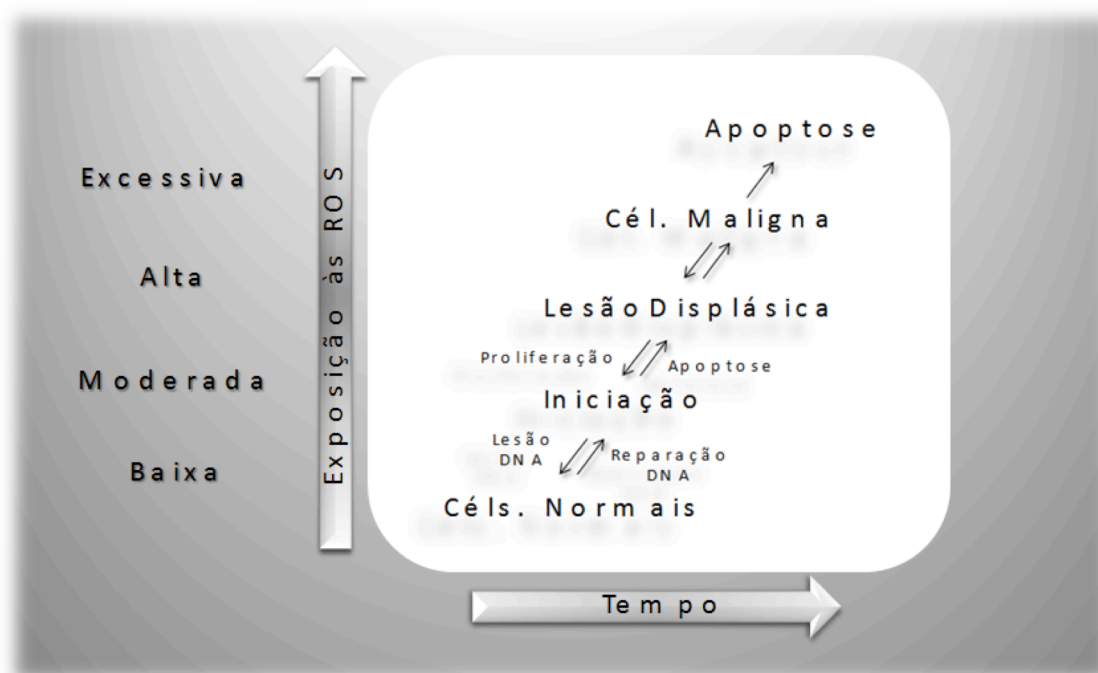 Apoptose
Excessiva
Cél. Maligna
Alta
Lesão Displásica
Proliferação
Apoptose
Moderada
Iniciação
Lesão
DNA
Reparação
DNA
Baixa
Céls. Normais
Exposição às ROS
Tempo